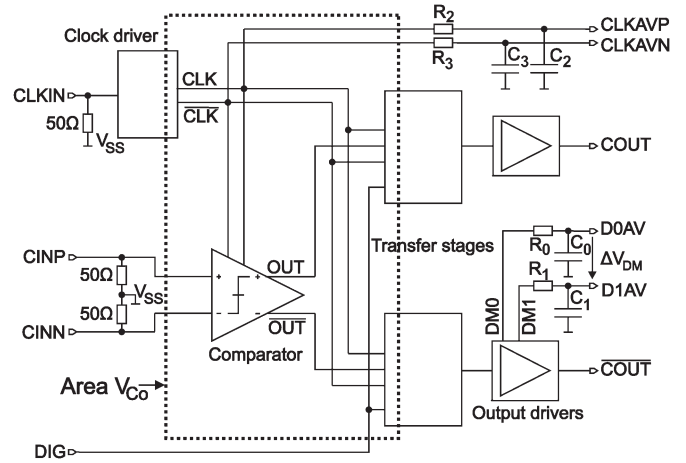 R2
CLKAVP
Clock driver
CLKAVN
R3
C3
C2
CLK
CLKIN
CLK
50Ω
VSS
COUT
D0AV
Transfer stages
R0
C0
ΔVDM
CINP
OUT
R1
50Ω
VSS
D1AV
50Ω
DM0
DM1
C1
CINN
OUT
Comparator
COUT
Area VCo
Output drivers
DIG